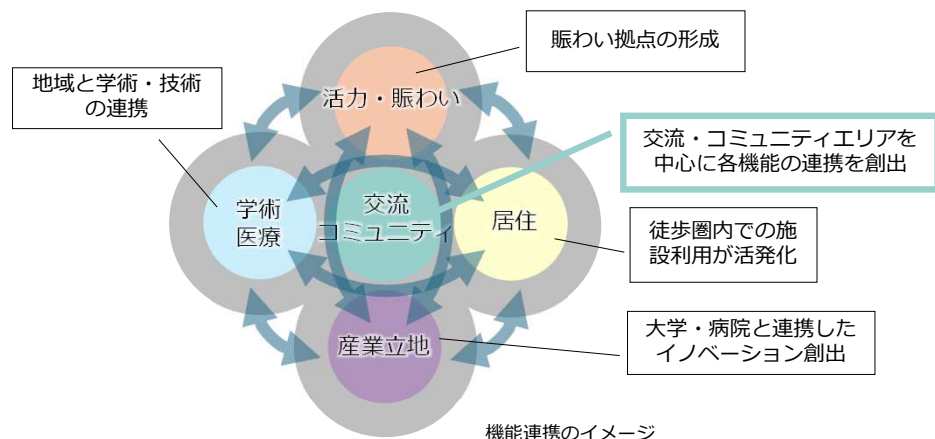 賑わい拠点の形成
地域と学術・技術
の連携
活力・賑わい
交流・コミュニティエリアを
中心に各機能の連携を創出
学術
医療
交流
コミュニティ
居住
徒歩圏内での施
設利用が活発化
産業立地
大学・病院と連携した
イノベーション創出
機能連携のイメージ